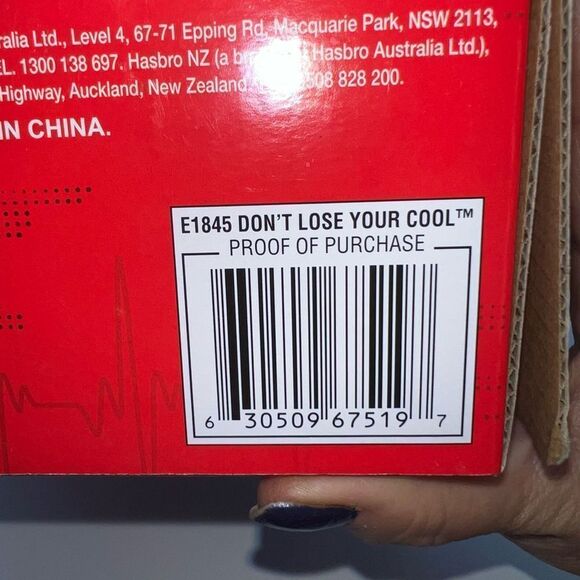 ralia Ltd., Level 4, 67-71 Epping Rd, Macquarie Park, NSW 2113,
EL. 1300 138 697. Hasbro NZ (a br Hasbro Australia Ltd.),
Highway, Auckland, New Zealand. 508 828 200.
IN CHINA.
E1845 DON'T LOSE YOUR COOL™
PROOF OF PURCHASE
6 30509 67519 7